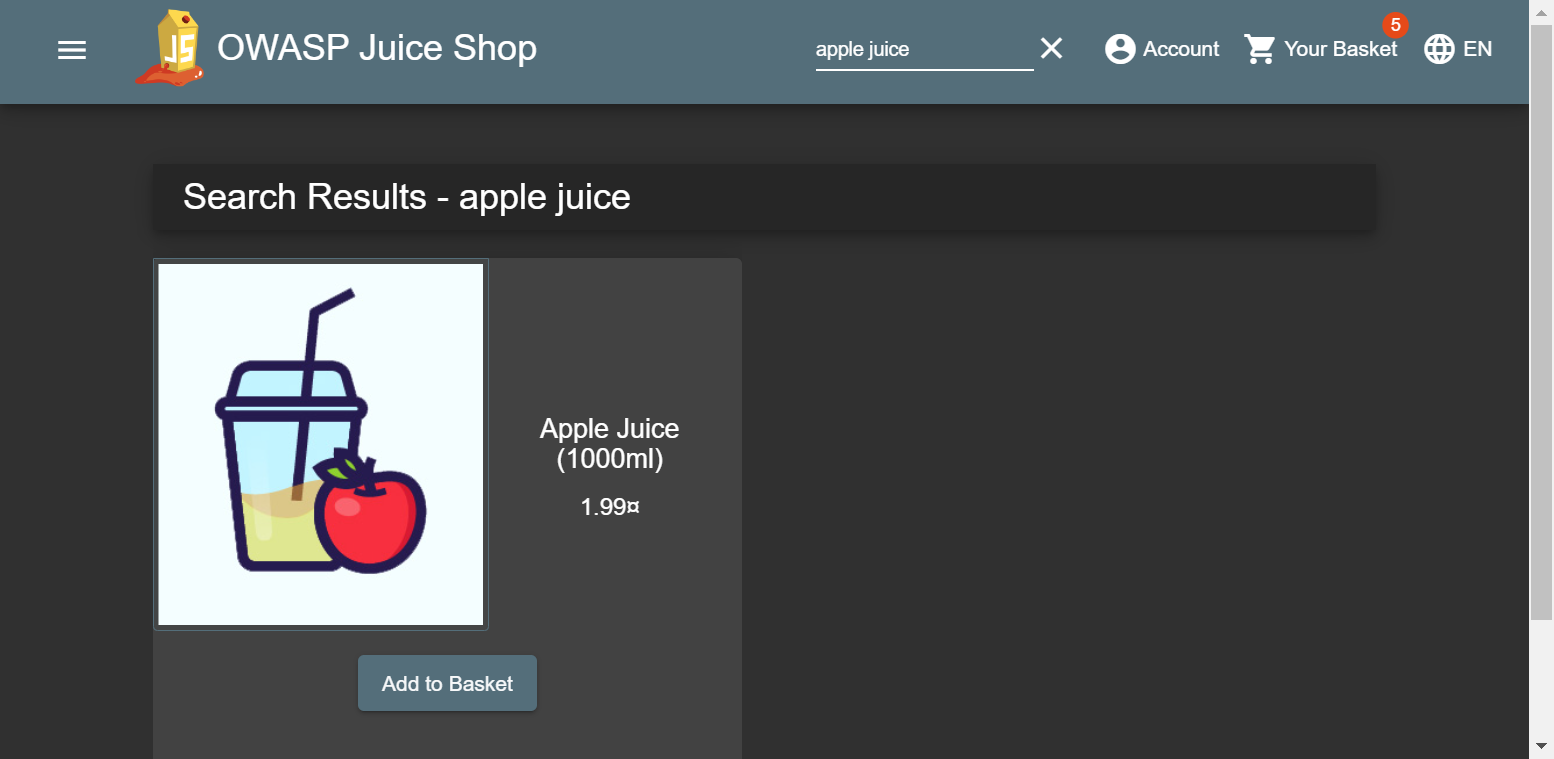 JS
OWASP Juice Shop
apple juice
Account
Your Basket
5
EN
Search Results - apple juice
Apple Juice
(1000ml)
1.99¤
Add to Basket